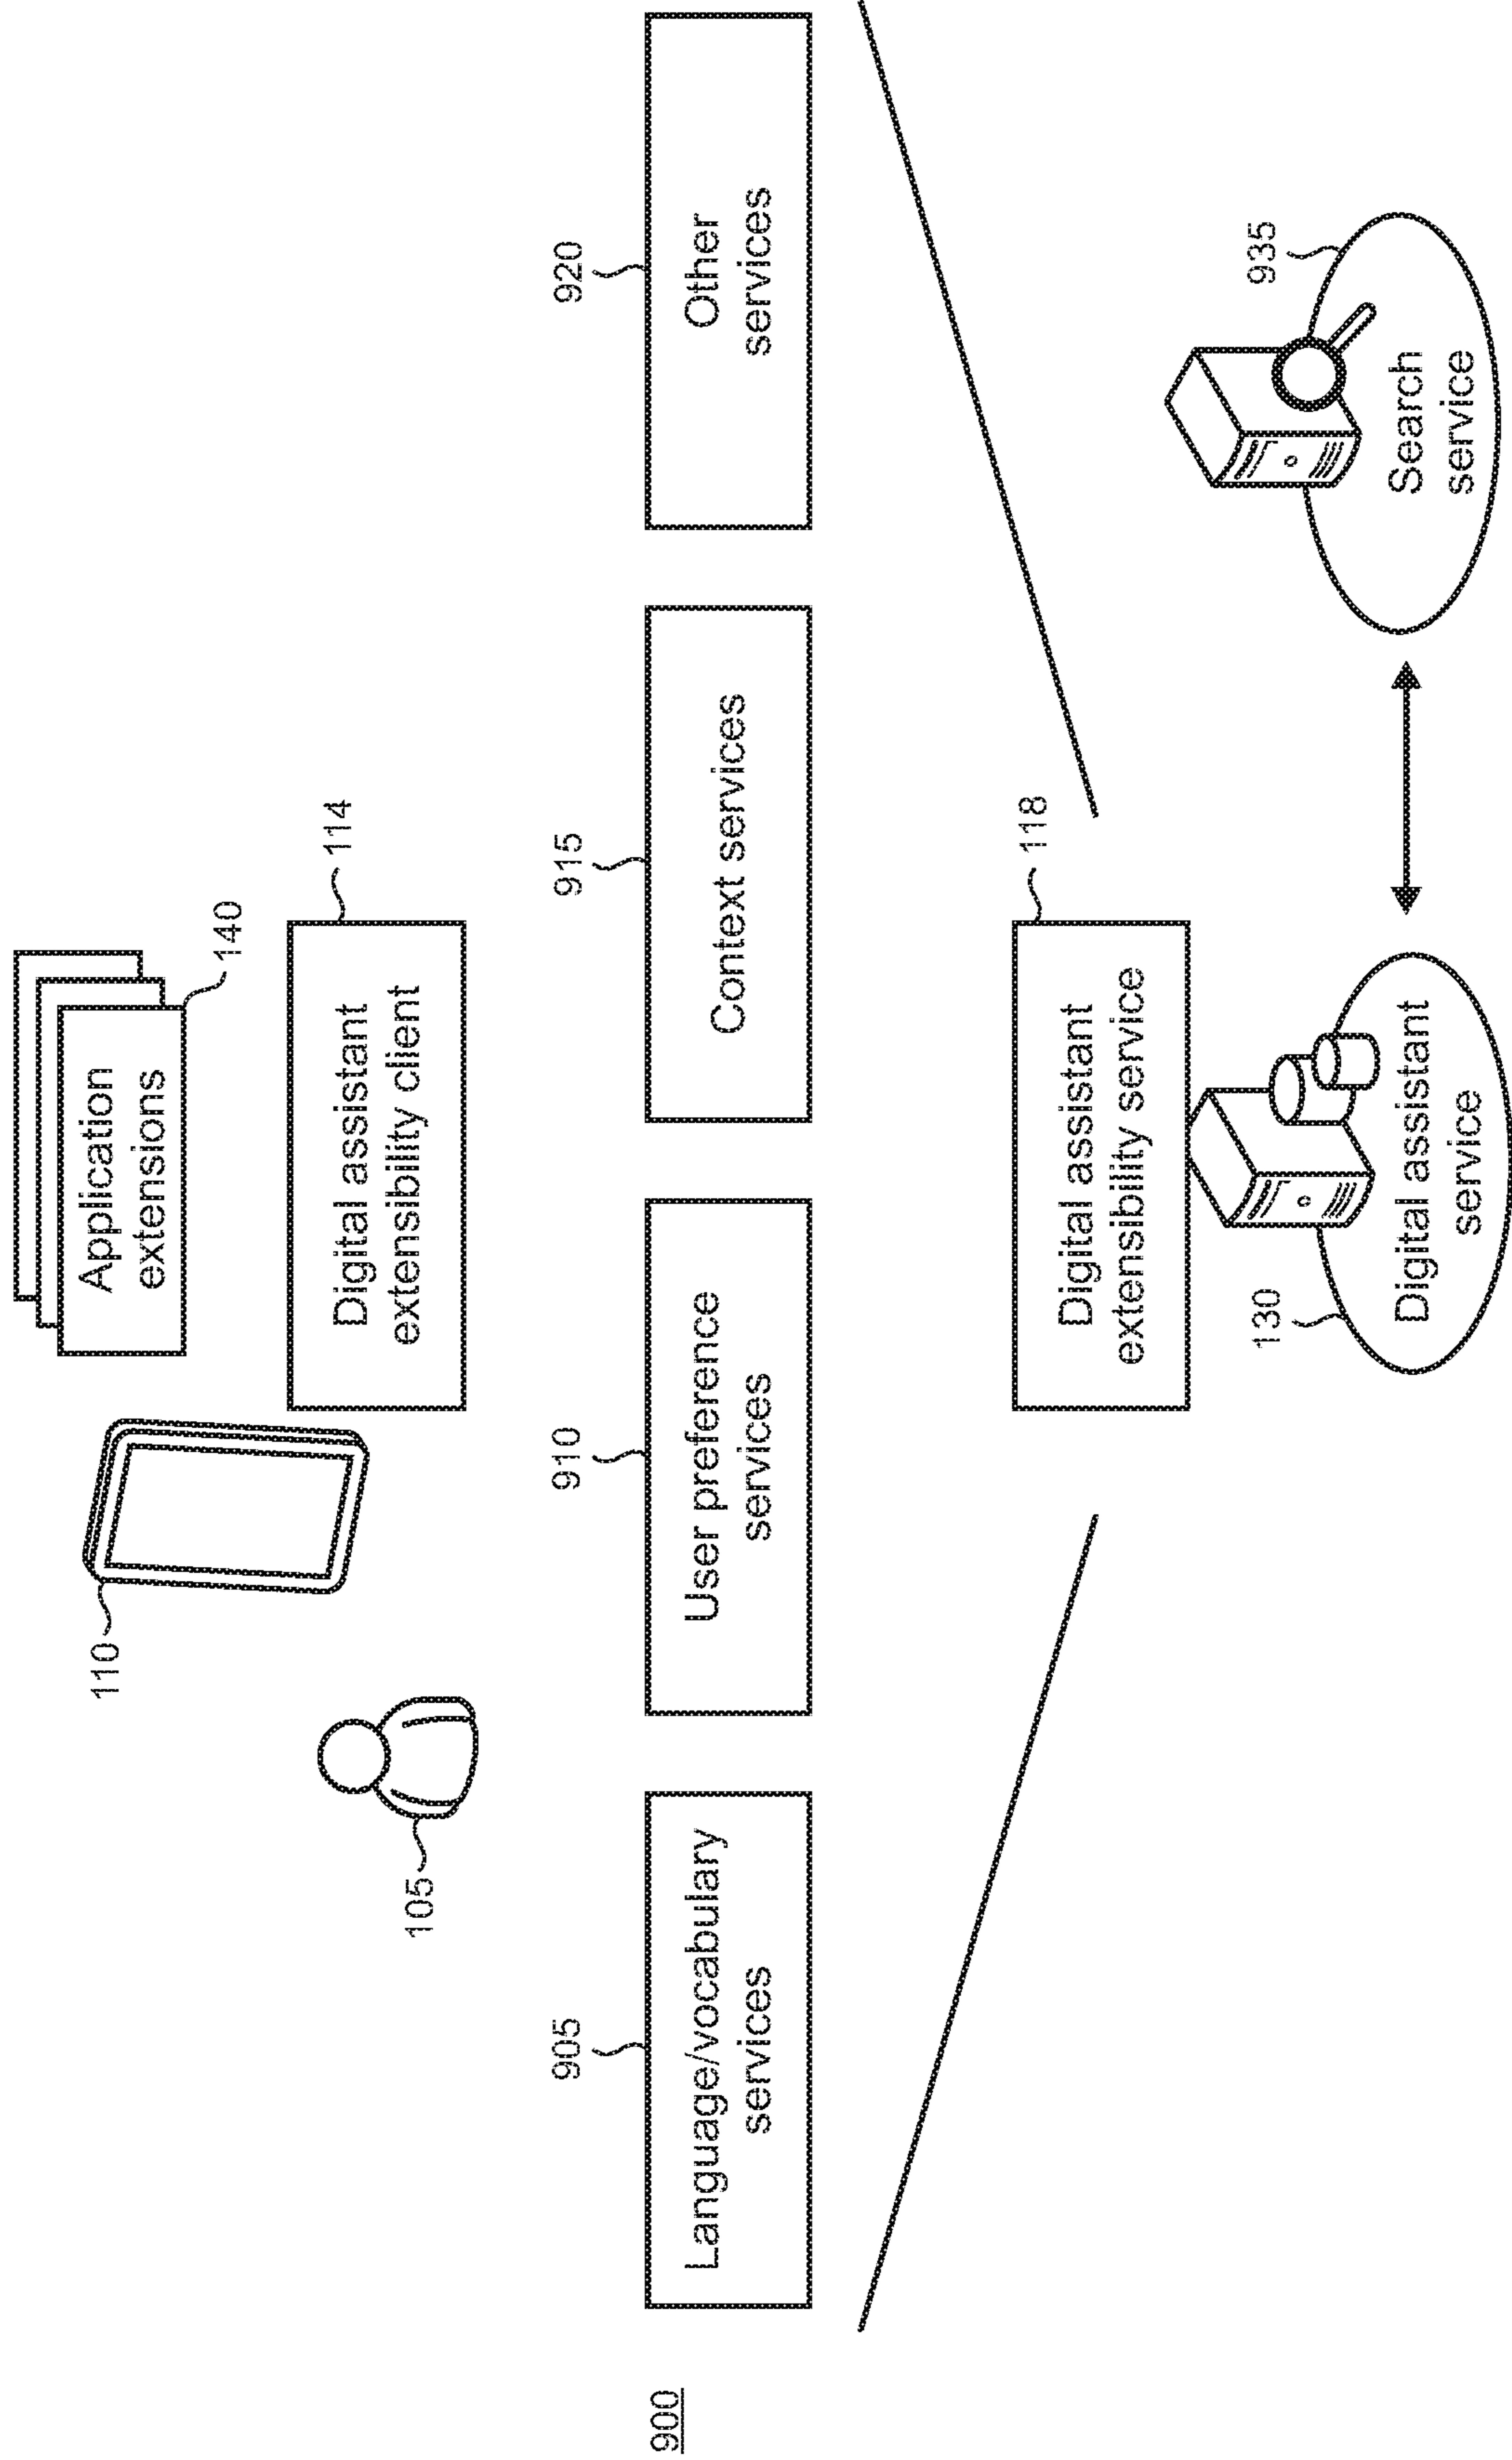 Application
extensions
140
110
Digital assistant
extensibility client
114
105
900
905
910
915
920
Language/vocabulary
services
User preference
services
Context services
Other
services
Digital assistant
extensibility service
118
130
Digital assistant
service
935
Search
service